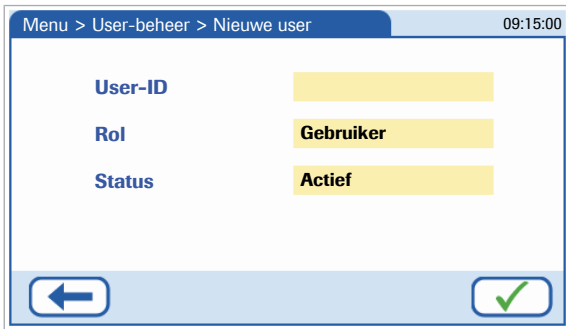 Menu > User-beheer > Nieuwe user 09:15:00
User-ID
Rol Gebruiker
Status Actief